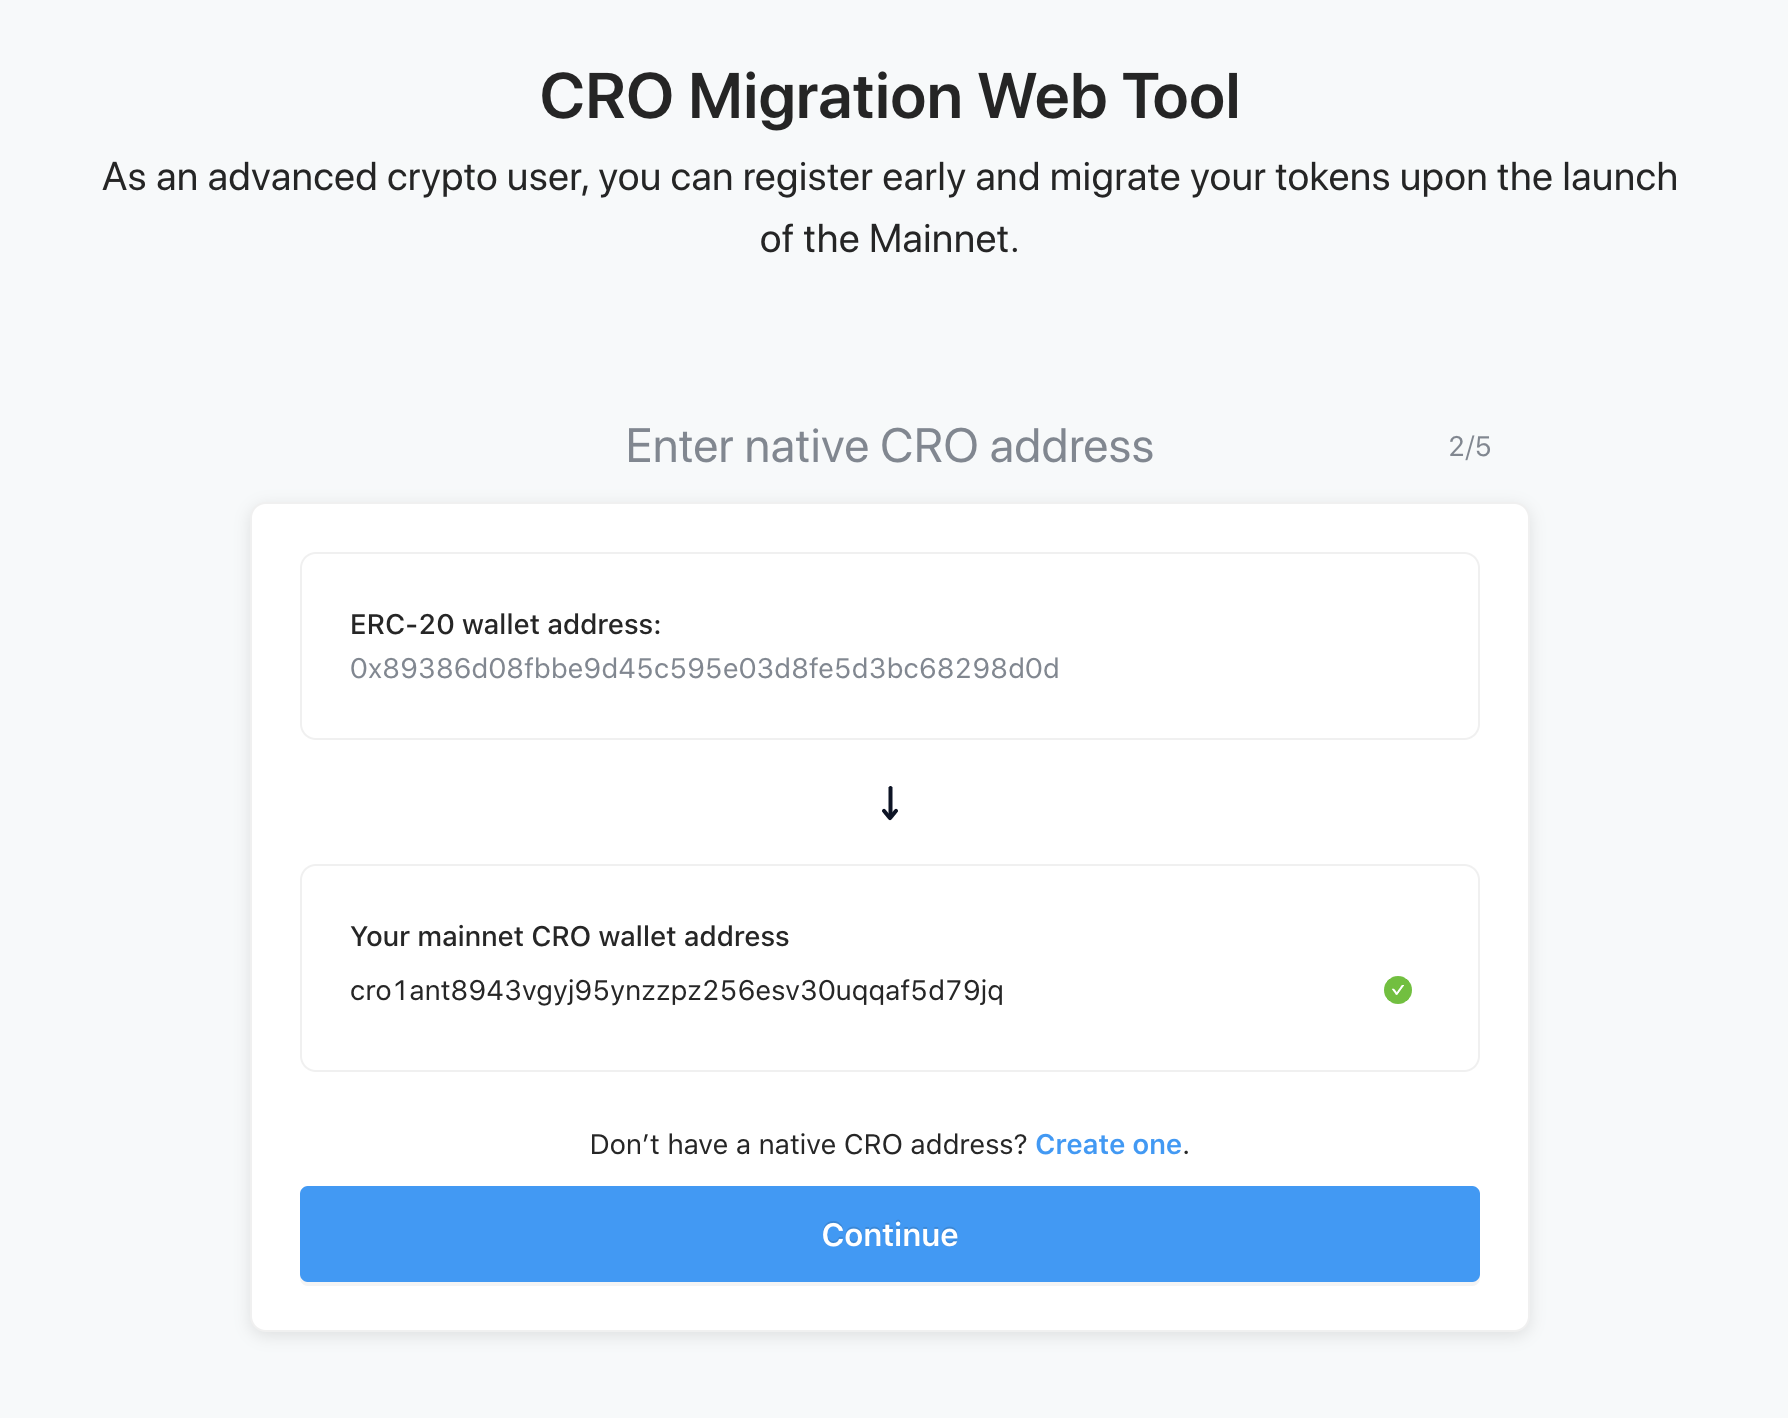 CRO Migration Web Tool
As an advanced crypto user, you can register early and migrate your tokens upon the launch
of the Mainnet.
Enter native CRO address
2/5
ERC-20 wallet address:
0x89386d08fbbe9d45c595e03d8fe5d3bc68298d0d
Your mainnet CRO wallet address
cro1ant8943vgyj95ynzzpz256esv30uqqaf5d79jq
Don’t have a native CRO address? Create one.
Continue